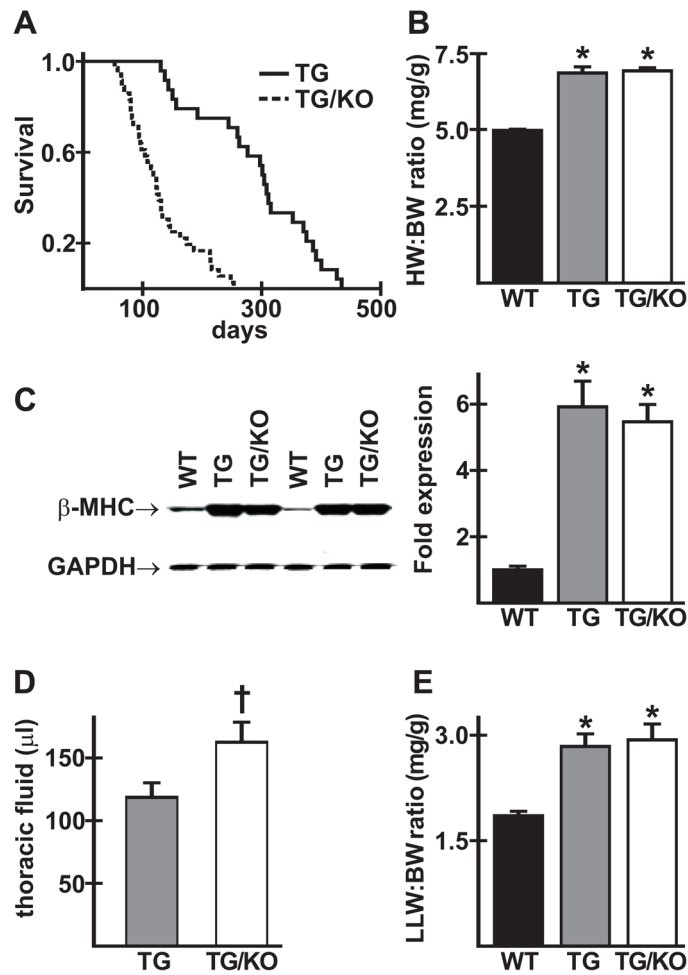 A
1.0
0.6
0.2
Survival
100
300
500
days
TG
TG/KO
B
7.5
5.0
2.5
HW:BW ratio (mg/g)
*
*
WT
TG
TG/KO
C
WT
TG
TG/KO
WT
TG
TG/KO
β-MHC→
GAPDH→
6
4
2
Fold expression
*
*
WT
TG
TG/KO
D
150
100
50
thoracic fluid (μl)
†
TG
TG/KO
E
3.0
1.5
LLW:BW ratio (mg/g)
*
*
WT
TG
TG/KO